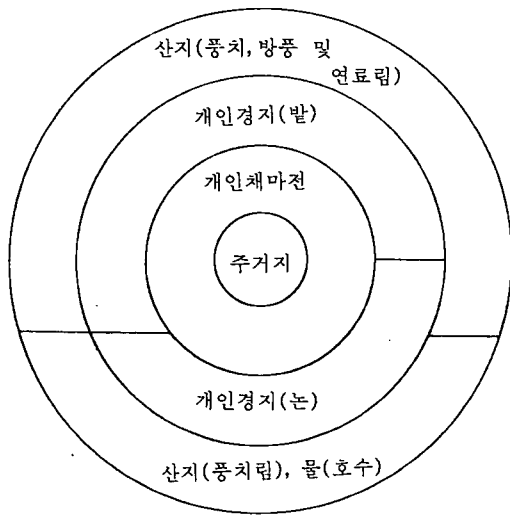 산지(풍치, 방풍 및
연료림)
개인경지(밭)
개인채마전
주거지
개인경지(논)
산지(풍치림), 물(호수)